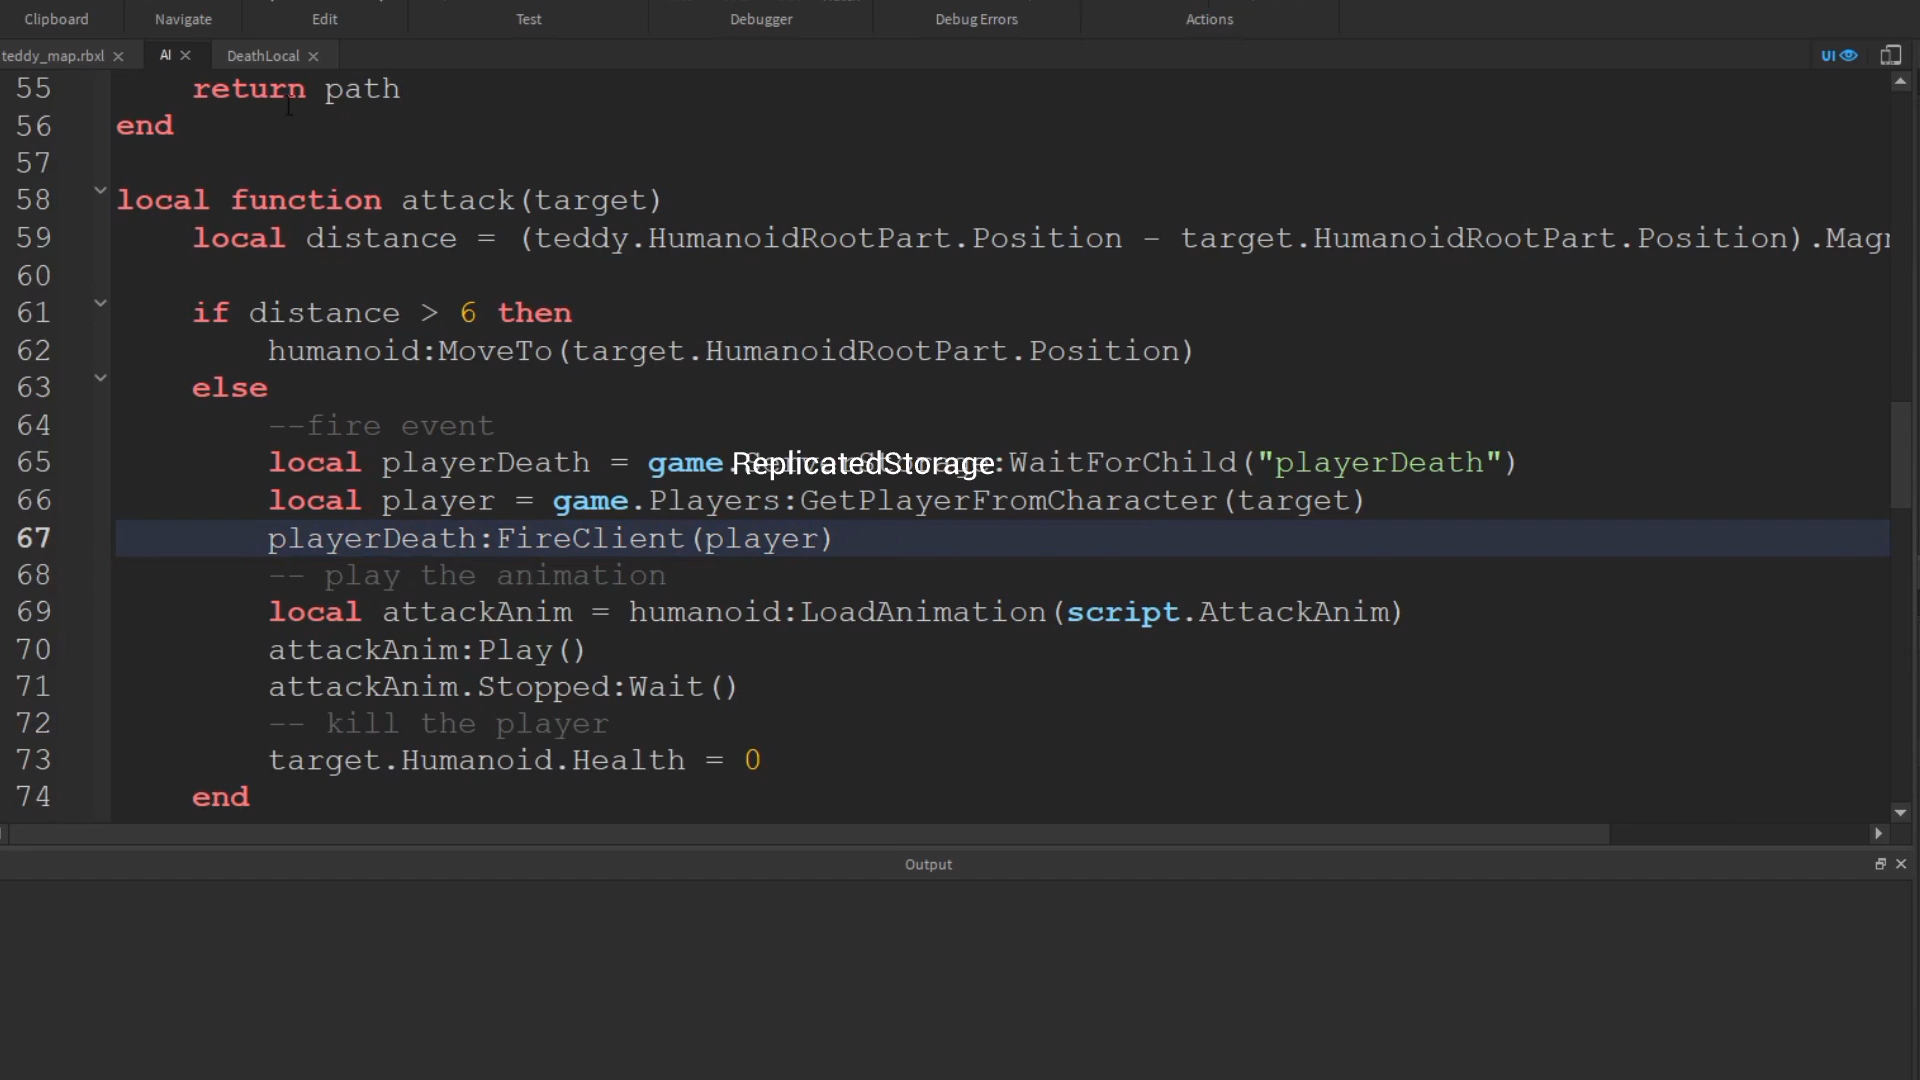 Clipboard
Navigate
Edit
Test
Debugger
Debug Errors
Actions
teddy_map.rbxl
AI
DeathLocal
UI
55 return path
56 end
57
58 local function attack(target)
59 local distance = (teddy.HumanoidRootPart.Position - target.HumanoidRootPart.Position).Magn
60
61 if distance > 6 then
62 humanoid:MoveTo(target.HumanoidRootPart.Position)
63 else
64 --fire event
65 local playerDeath = game.ReplicatedStorage:WaitForChild("playerDeath")
66 local player = game.Players:GetPlayerFromCharacter(target)
67 playerDeath:FireClient(player)
68 -- play the animation
69 local attackAnim = humanoid:LoadAnimation(script.AttackAnim)
70 attackAnim:Play()
71 attackAnim.Stopped:Wait()
72 -- kill the player
73 target.Humanoid.Health = 0
74 end
Output